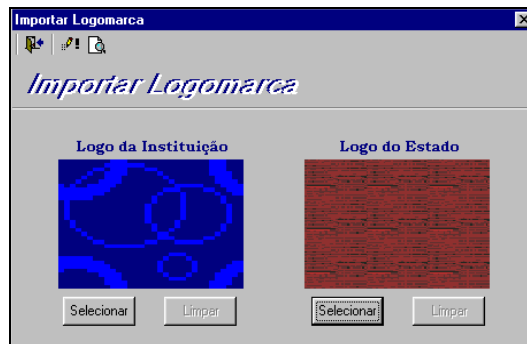 Importar Logomarca
Importar Logomarca
Logo da Instituição Logo do Estado
Selecionar Limpar Selecionar Limpar